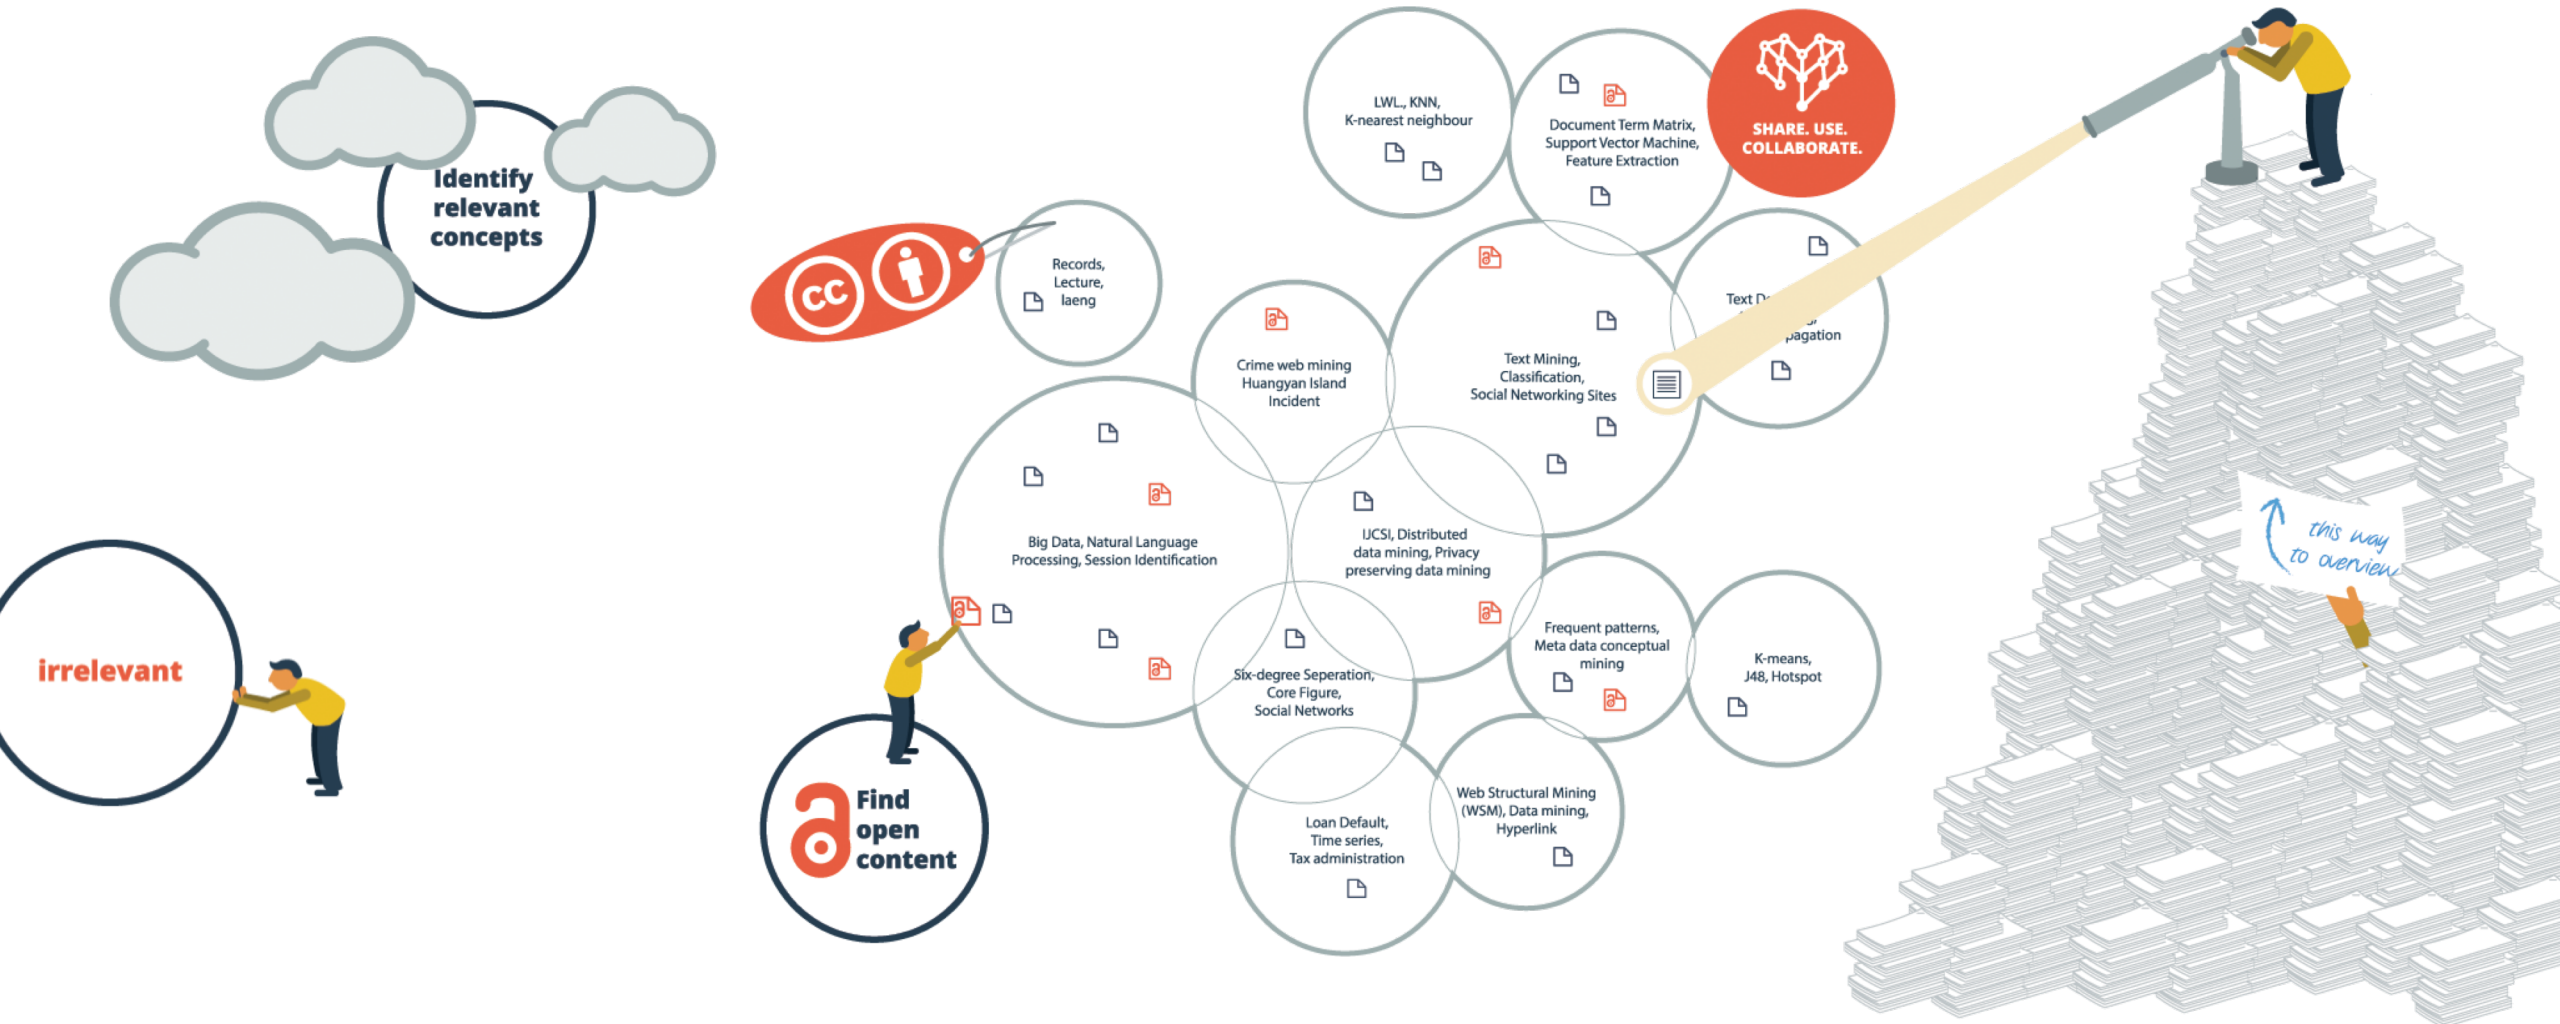 Identify
relevant
concepts
irrelevant
cc
Find
open
content
Records,
Lecture,
laeng
LWL., KNN,
K-nearest neighbour
Document Term Matrix,
Support Vector Machine,
Feature Extraction
SHARE. USE.
COLLABORATE.
Crime web mining
Huangyan Island
Incident
Text Mining,
Classification,
Social Networking Sites
Text
Big Data, Natural Language
Processing, Session Identification
IJCSI, Distributed
data mining, Privacy
preserving data mining
Six-degree Seperation,
Core Figure,
Social Networks
Frequent patterns,
Meta data conceptual
mining
K-means,
J48, Hotspot
Loan Default,
Time series,
Tax administration
Web Structural Mining
(WSM), Data mining,
Hyperlink
this way
to overview